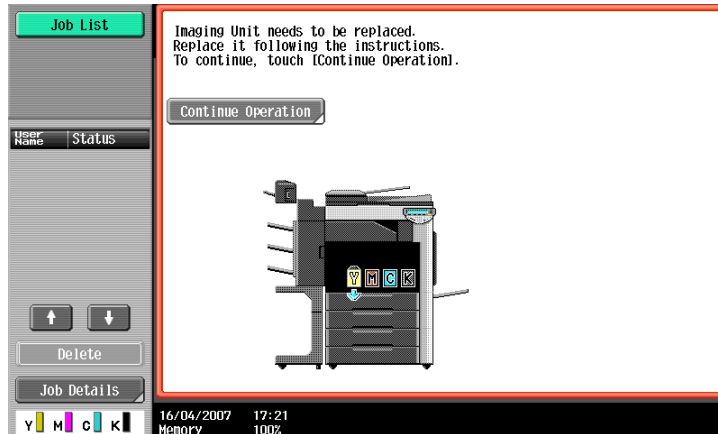 Job List
User
Name
Status
Delete
Job Details
Y M C K
Imaging Unit needs to be replaced.
Replace it following the instructions.
To continue, touch [Continue Operation].
Continue Operation
Y M C K
16/04/2007 17:21
Memory 100%